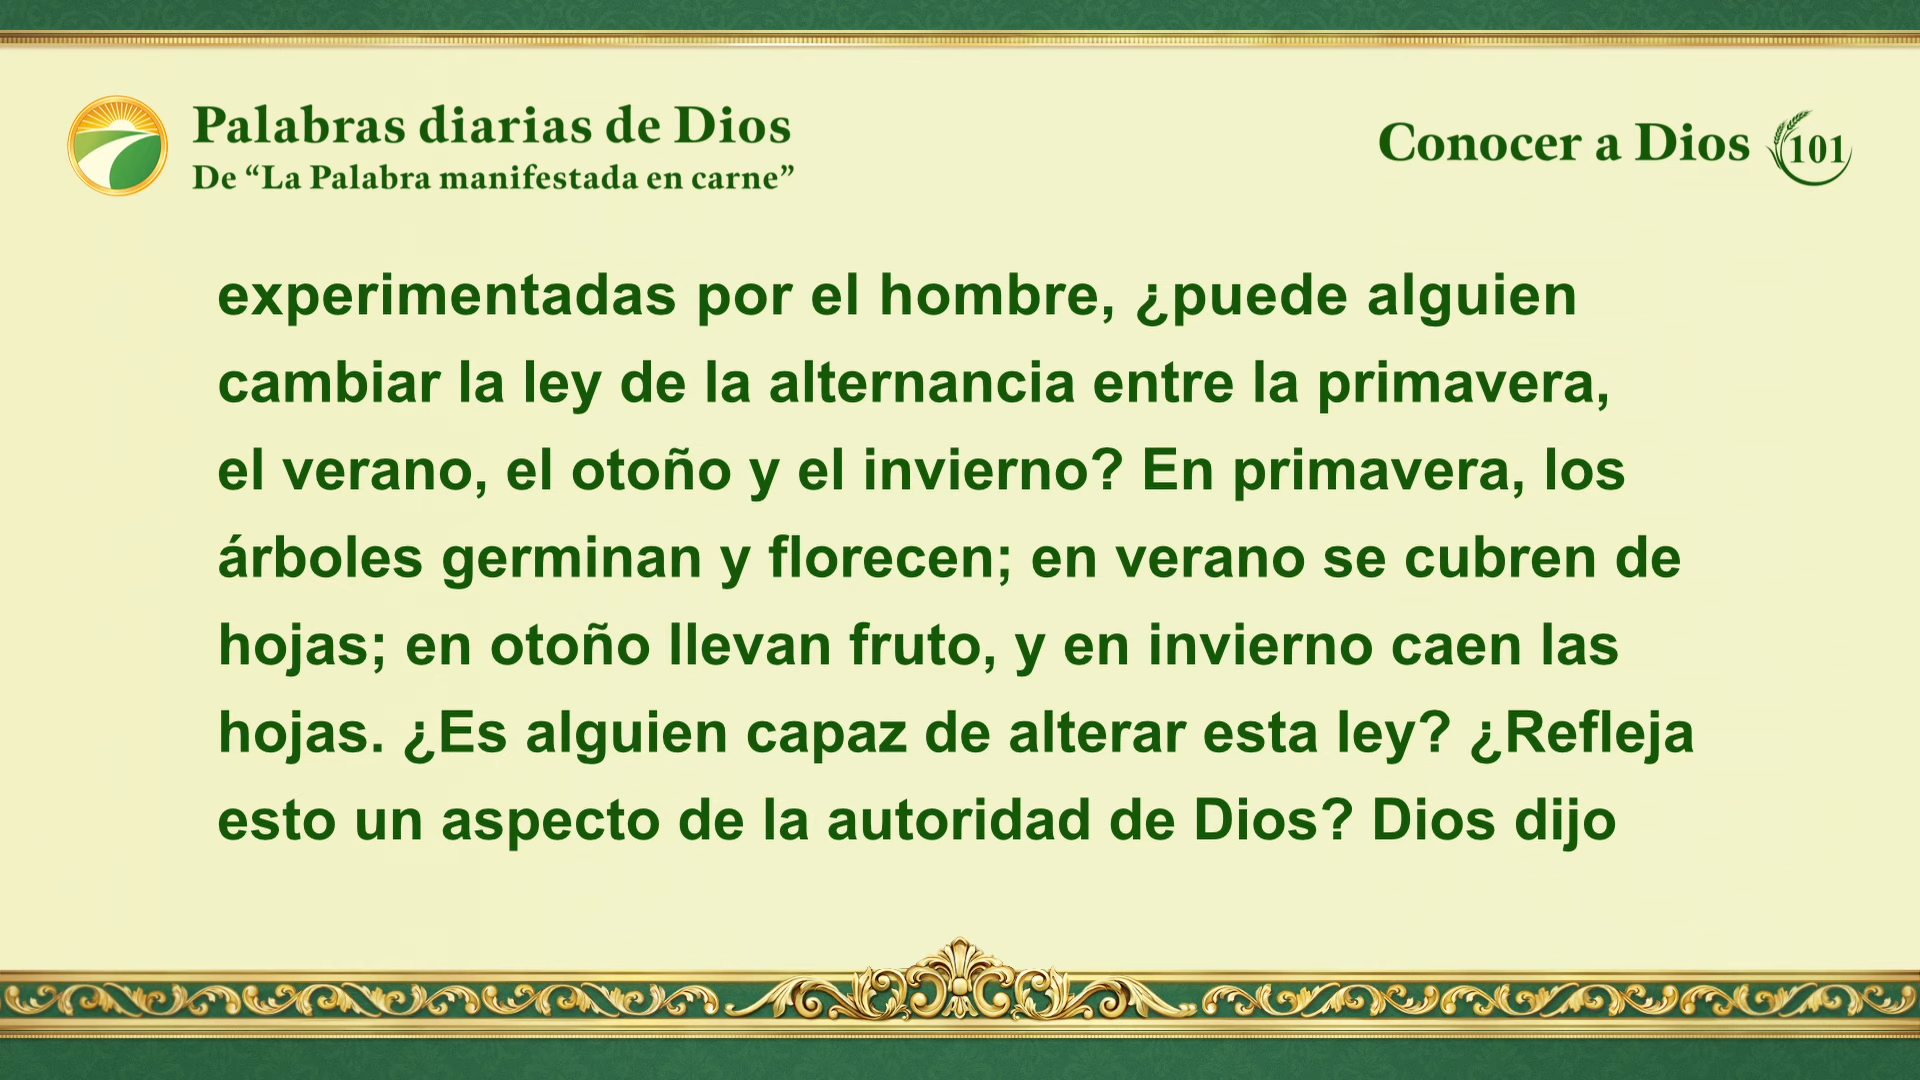 Palabras diarias de Dios
De “La Palabra manifestada en carne”
Conocer a Dios 101
experimentadas por el hombre, ¿puede alguien
cambiar la ley de la alternancia entre la primavera,
el verano, el otoño y el invierno? En primavera, los
árboles germinan y florecen; en verano se cubren de
hojas; en otoño llevan fruto, y en invierno caen las
hojas. ¿Es alguien capaz de alterar esta ley? ¿Refleja
esto un aspecto de la autoridad de Dios? Dios dijo